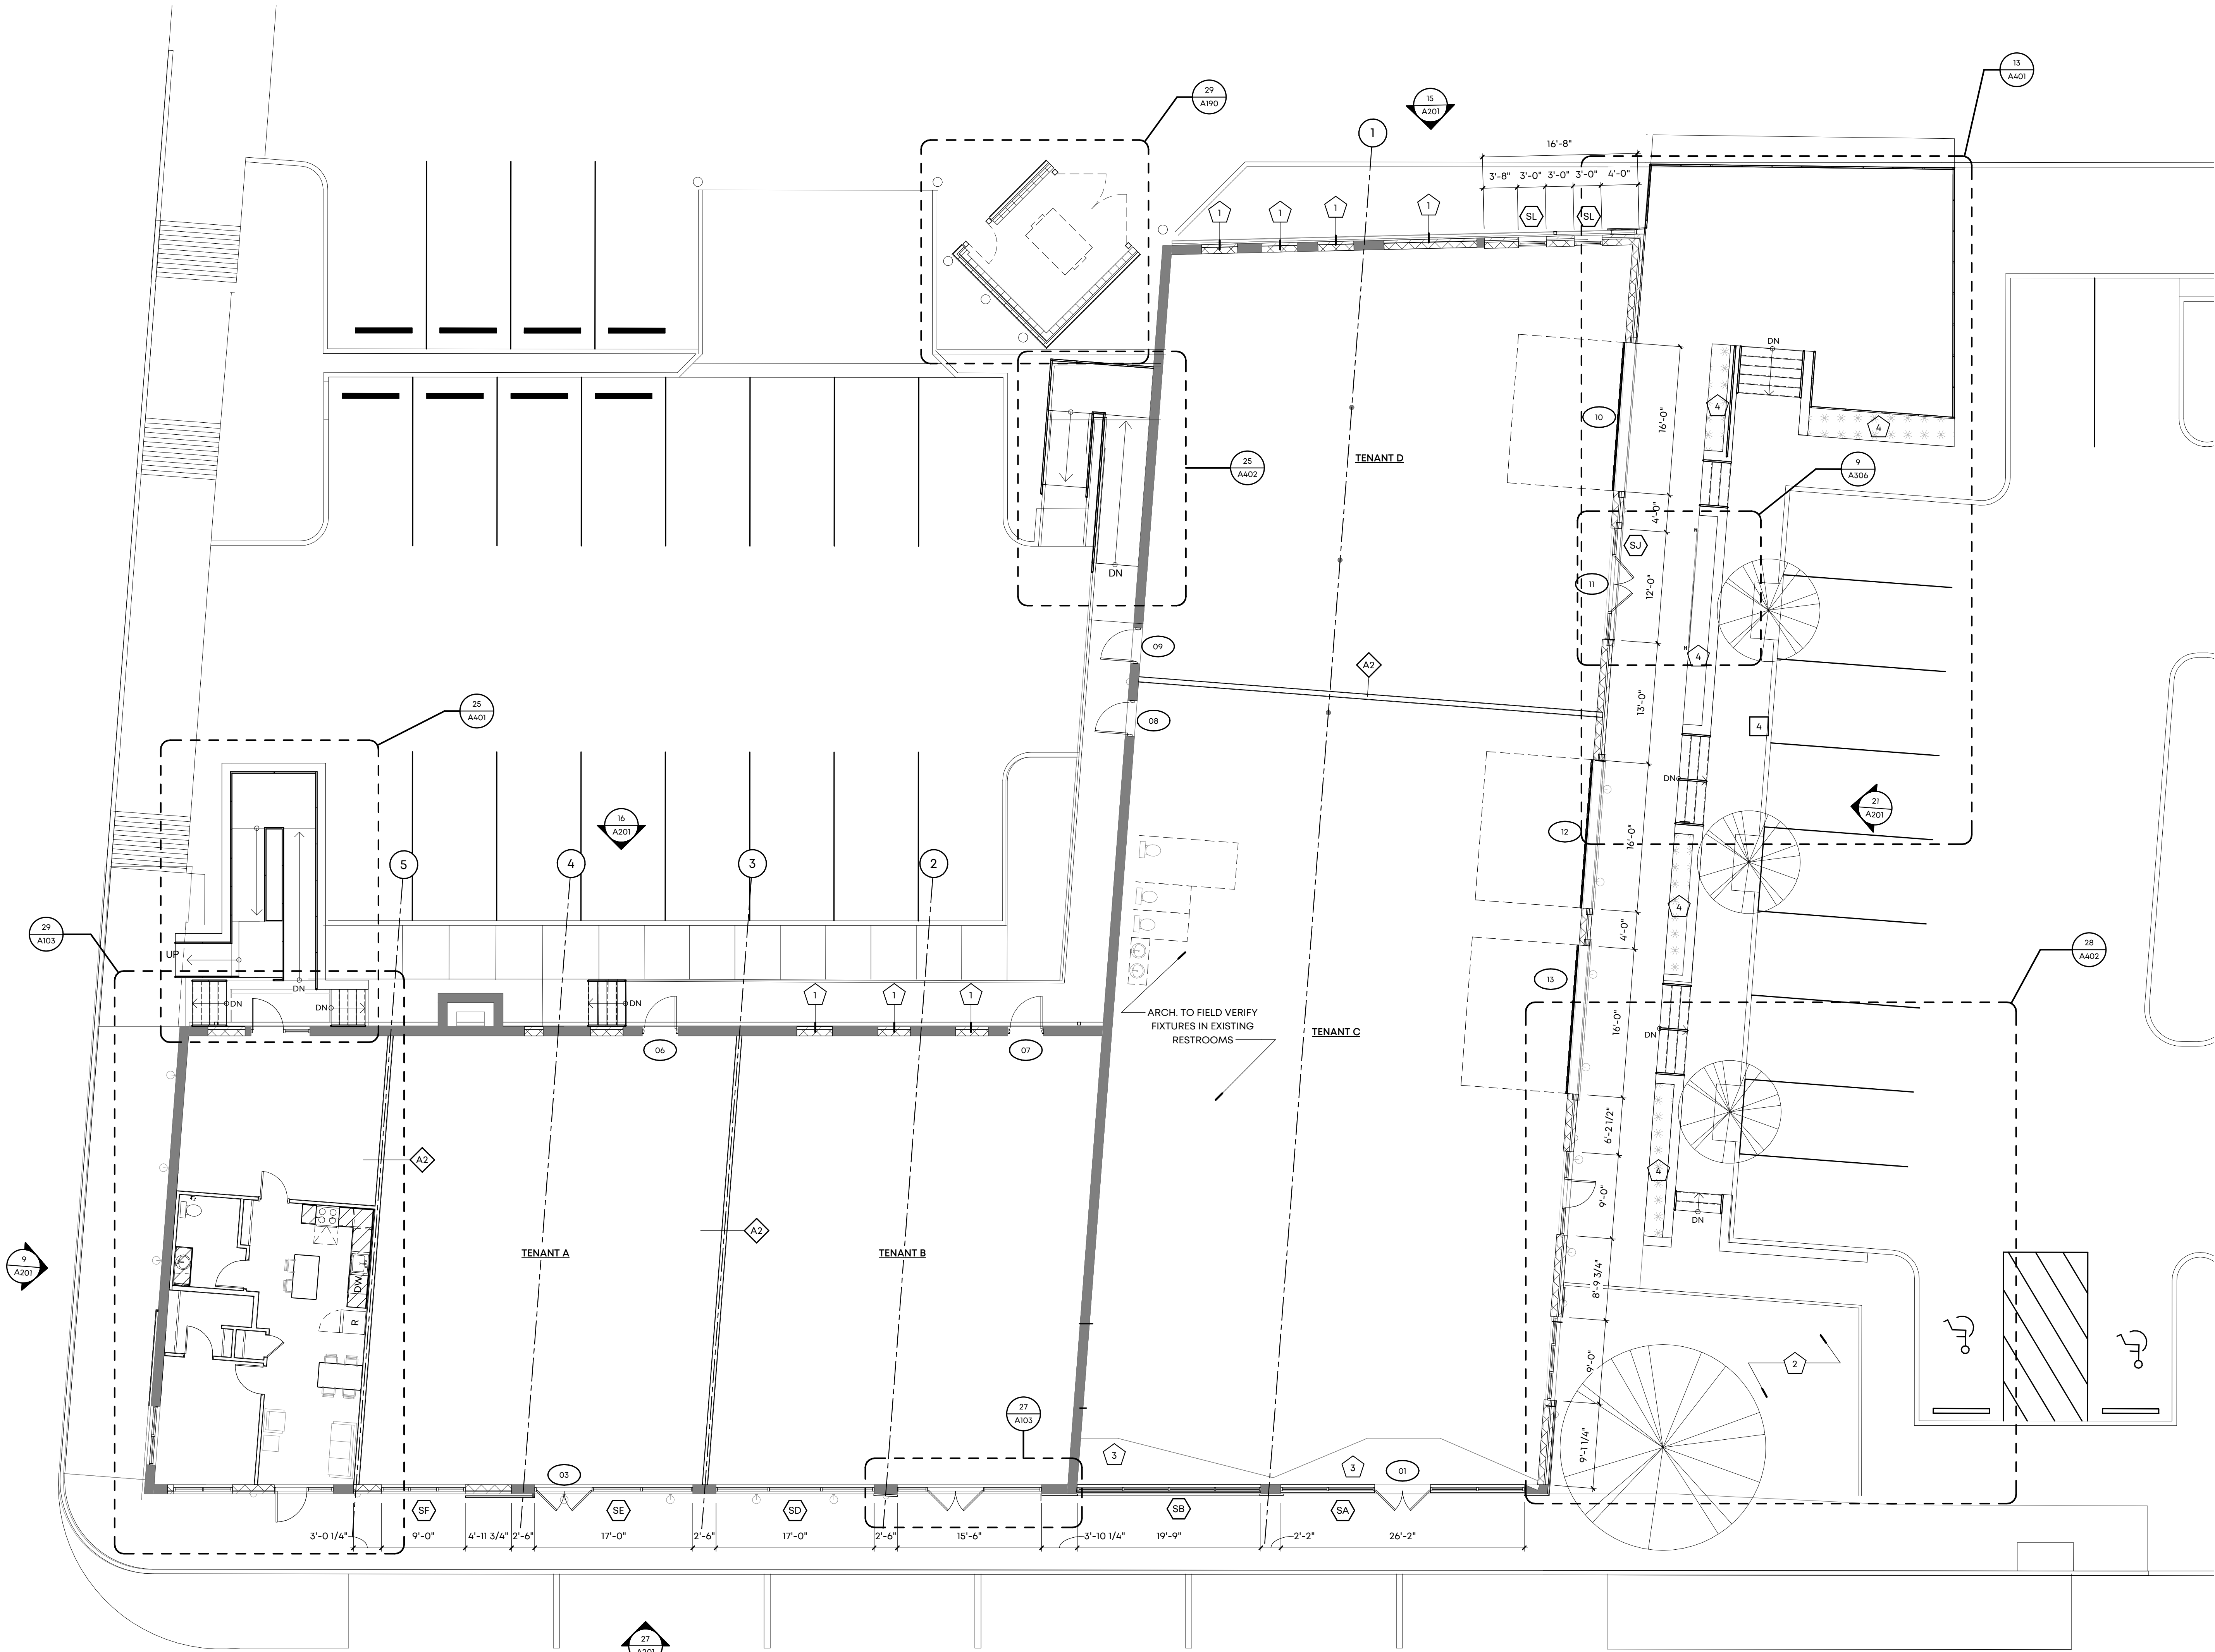 13
A401
29
A190
15
A201
1
16'-8"
3'-8"
3'-0"
3'-0"
3'-0"
4'-0"
1
1
1
1
SL
SL
DN
10
16'-0"
4
4
TENANT D
25
A402
9
A306
4'-0"
SJ
DN
11
12'-0"
09
A2
4
13'-0"
25
A401
08
4
DN
21
A201
16
A201
12
16'-0"
5
4
3
2
4
29
A103
4'-0"
28
A402
UP
13
DN
DN
DN
DN
1
1
1
ARCH. TO FIELD VERIFY
FIXTURES IN EXISTING
RESTROOMS
16'-0"
TENANT C
DN
06
07
6'-2 1/2"
A2
4
9'-0"
DN
A2
TENANT A
TENANT B
9
A201
DW
8'-9 3/4"
R
9'-0"
2
27
A103
9'-1 1/4"
3
3
03
01
SF
SE
SD
SB
SA
3'-0 1/4"
9'-0"
4'-11 3/4"
2'-6"
17'-0"
2'-6"
17'-0"
2'-6"
15'-6"
3'-10 1/4"
19'-9"
2'-2"
26'-2"
27
A201